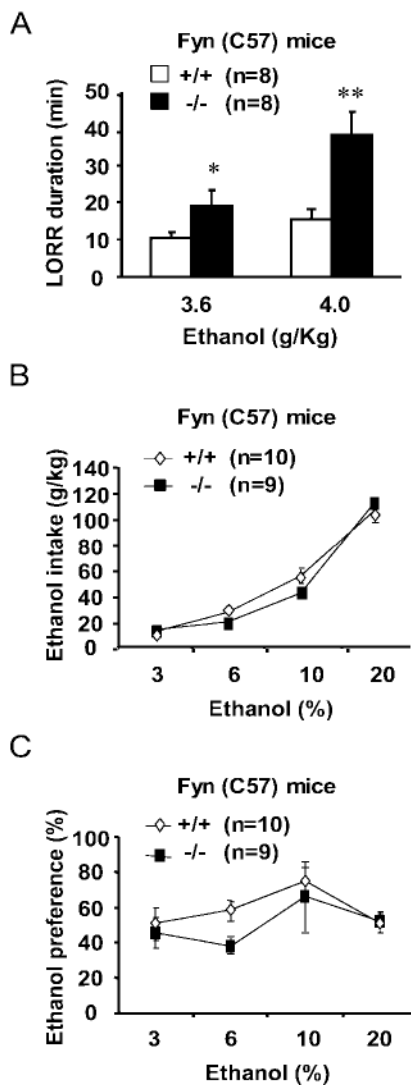 A
Fyn (C57) mice
+/+ (n=8)
-/- (n=8)
LORR duration (min)
50
40
30
20
10
0
*
**
3.6 4.0
Ethanol (g/Kg)
B
Fyn (C57) mice
+/+ (n=10)
-/- (n=9)
Ethanol intake (g/kg)
140
120
100
80
60
40
20
0
3 6 10 20
Ethanol (%)
C
Fyn (C57) mice
+/+ (n=10)
-/- (n=9)
Ethanol preference (%)
100
80
60
40
20
0
3 6 10 20
Ethanol (%)